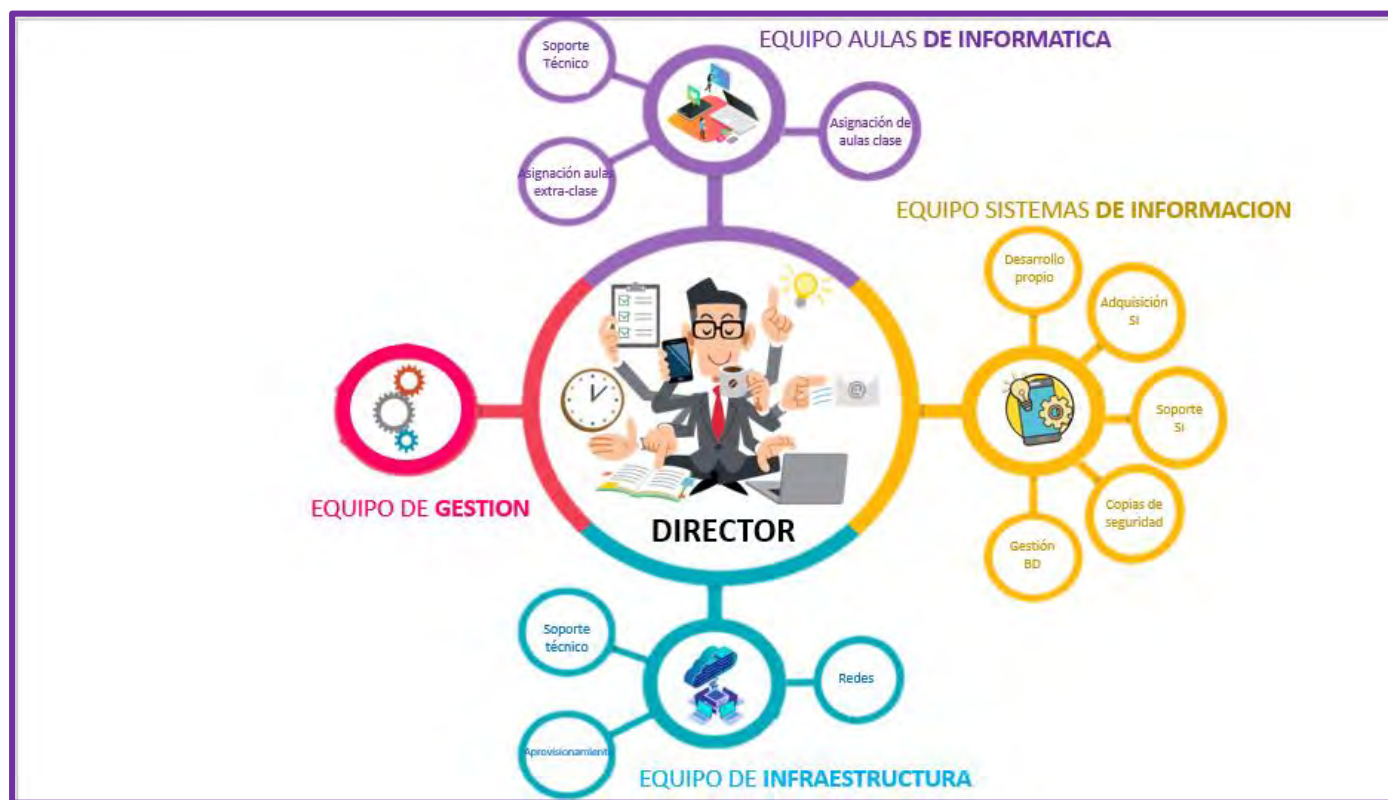 EQUIPO AULAS DE INFORMATICA
Soporte
Técnico
Asignación de
aulas clase
Asignación aulas
extra-clase
EQUIPO SISTEMAS DE INFORMACION
Desarrollo
propio
Adquisición
SI
Soporte
SI
Copias de
seguridad
Gestión
BD
EQUIPO DE GESTION
DIRECTOR
@
Soporte
técnico
Redes
Aprovisionamient
EQUIPO DE INFRAESTRUCTURA